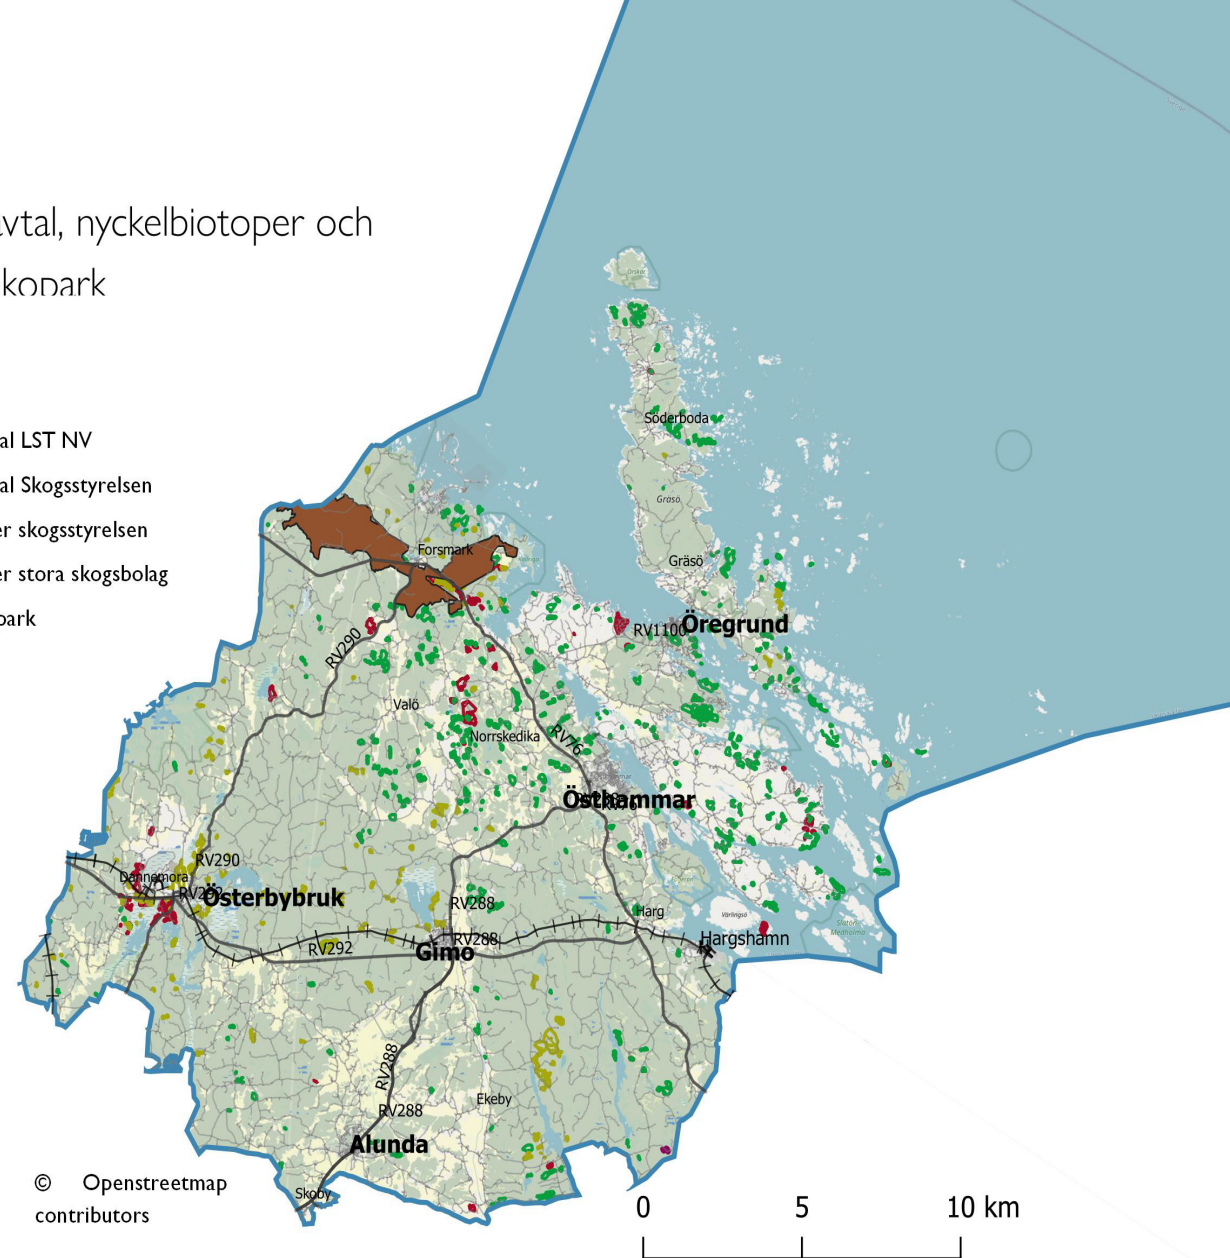 avtal, nyckelbiotoper och
kopark
al LST NV
al Skogsstyrelsen
er skogsstyrelsen
er stora skogsbolag
park
Söderboda
Gräsö
Gräsö
Forsmark
Öregrund
RV1100
RV290
Valö
Norrskedika
RV76
Östhammar
RV290
Dannemora
Österbybruk
RV288
Harg
RV288
Hargshamn
RV292
Gimo
RV288
Ekeby
RV288
Alunda
Skoby
© Openstreetmap
contributors
0 5 10 km